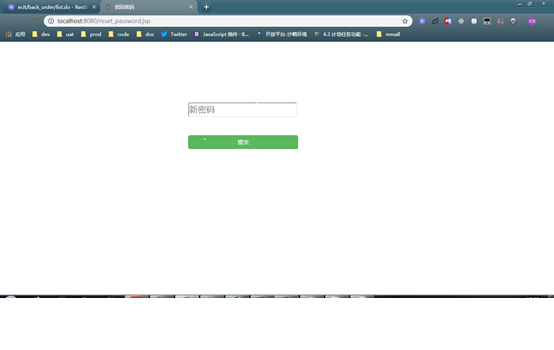 ecit/back_order/list.do - Rest
找回密码
localhost:8080/reset_password.jsp
应用 dev uat prod code doc Twitter JavaScript 插件 - B... 开放平台-沙箱环境 4.3 计划任务功能 -... mmall
新密码
提交